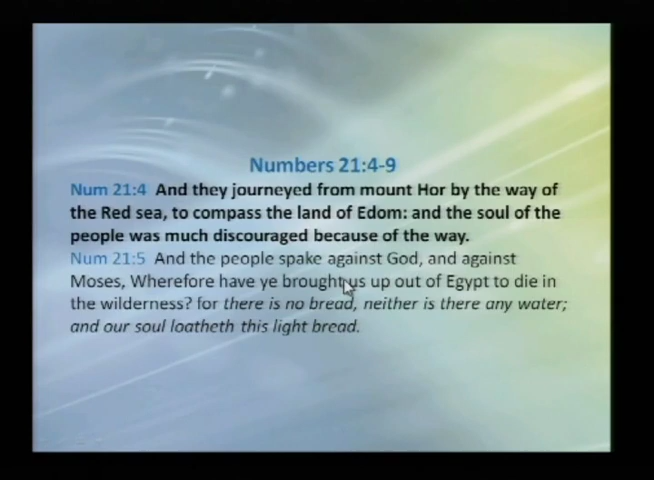 Numbers 21:4-9
Num 21:4 And they journeyed from mount Hor by the way of
the Red sea, to compass the land of Edom: and the soul of the
people was much discouraged because of the way.
Num 21:5 And the people spake against God, and against
Moses, Wherefore have ye brought us up out of Egypt to die in
the wilderness? for there is no bread, neither is there any water;
and our soul loatheth this light bread.